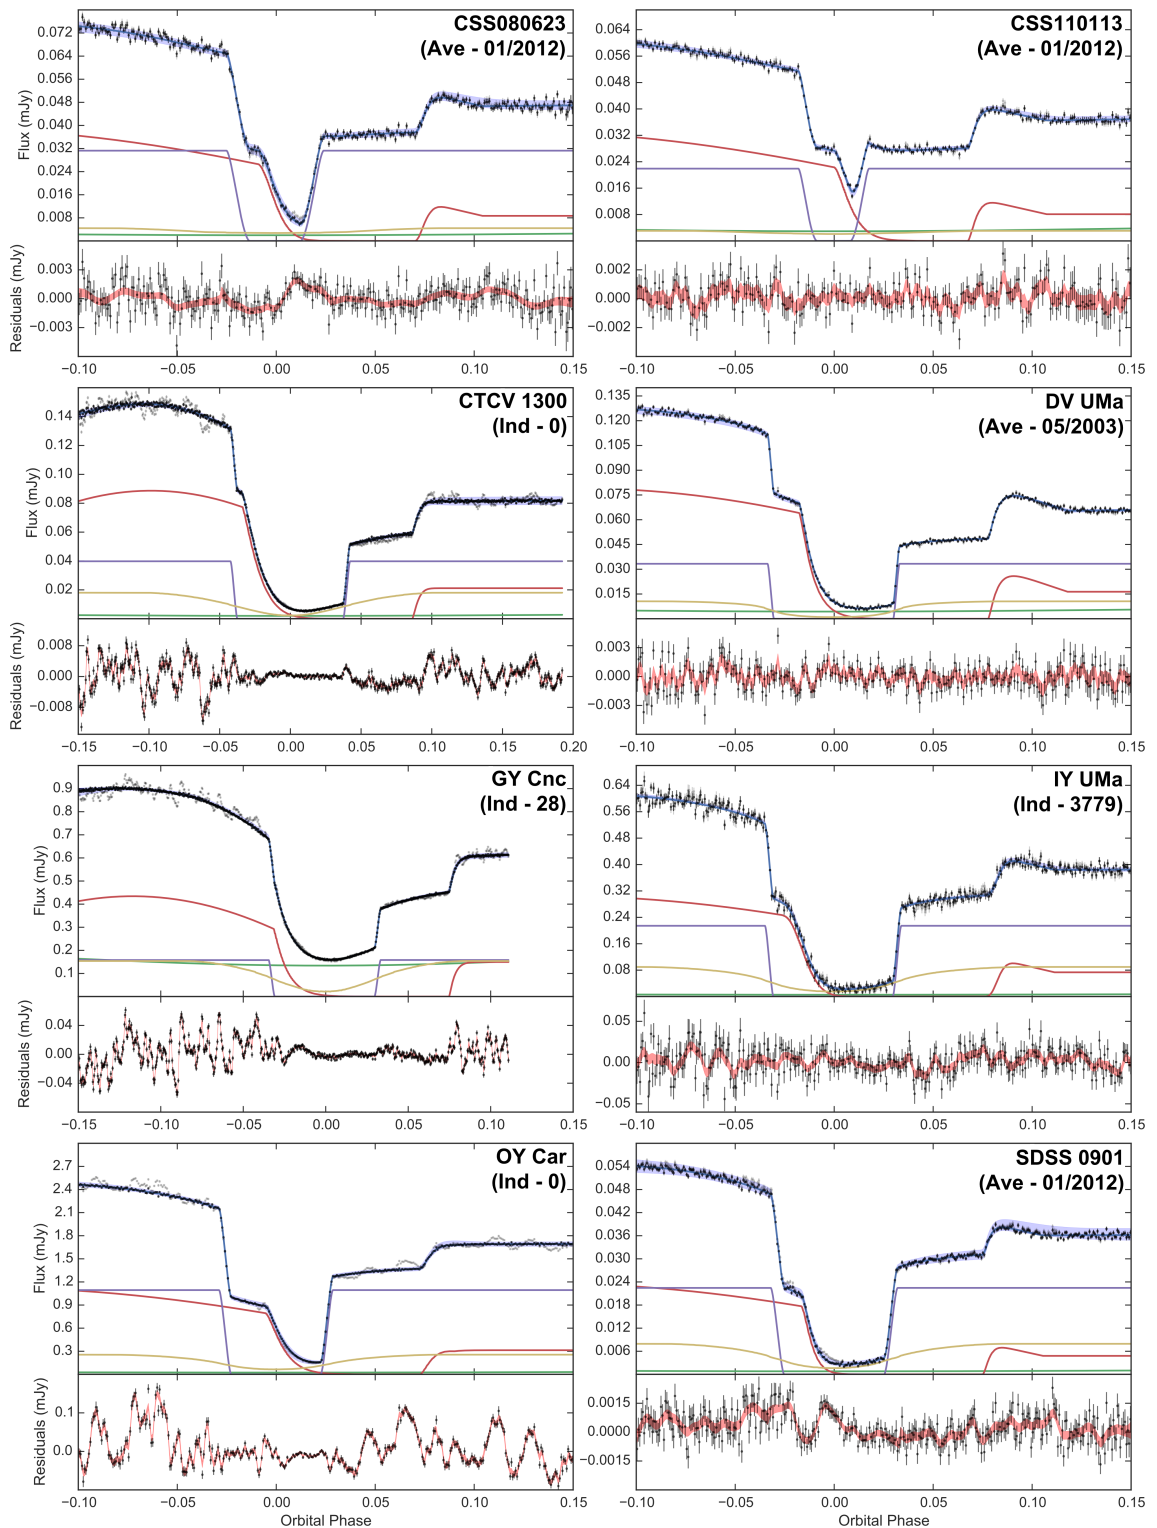 CSS080623
(Ave - 01/2012)
0.072
0.064
0.056
0.048
0.040
0.032
0.024
0.016
0.008
Flux (mJy)
0.003
0.000
−0.003
Residuals (mJy)
−0.10 −0.05 0.00 0.05 0.10 0.15
CSS110113
(Ave - 01/2012)
0.064
0.056
0.048
0.040
0.032
0.024
0.016
0.008
0.002
0.000
−0.002
−0.10 −0.05 0.00 0.05 0.10 0.15
CTCV 1300
(Ind - 0)
0.14
0.12
0.10
0.08
0.06
0.04
0.02
Flux (mJy)
0.008
0.000
−0.008
Residuals (mJy)
−0.15 −0.10 −0.05 0.00 0.05 0.10 0.15 0.20
DV UMa
(Ave - 05/2003)
0.135
0.120
0.105
0.090
0.075
0.060
0.045
0.030
0.015
0.003
0.000
−0.003
−0.10 −0.05 0.00 0.05 0.10 0.15
GY Cnc
(Ind - 28)
0.9
0.8
0.7
0.6
0.5
0.4
0.3
0.2
0.1
Flux (mJy)
0.04
0.00
−0.04
Residuals (mJy)
−0.15 −0.10 −0.05 0.00 0.05 0.10 0.15
IY UMa
(Ind - 3779)
0.64
0.56
0.48
0.40
0.32
0.24
0.16
0.08
0.05
0.00
−0.05
−0.10 −0.05 0.00 0.05 0.10 0.15
OY Car
(Ind - 0)
2.7
2.4
2.1
1.8
1.5
1.2
0.9
0.6
0.3
Flux (mJy)
0.1
0.0
Residuals (mJy)
−0.10 −0.05 0.00 0.05 0.10 0.15
Orbital Phase
SDSS 0901
(Ave - 01/2012)
0.054
0.048
0.042
0.036
0.030
0.024
0.018
0.012
0.006
0.0015
0.0000
−0.0015
−0.10 −0.05 0.00 0.05 0.10 0.15
Orbital Phase